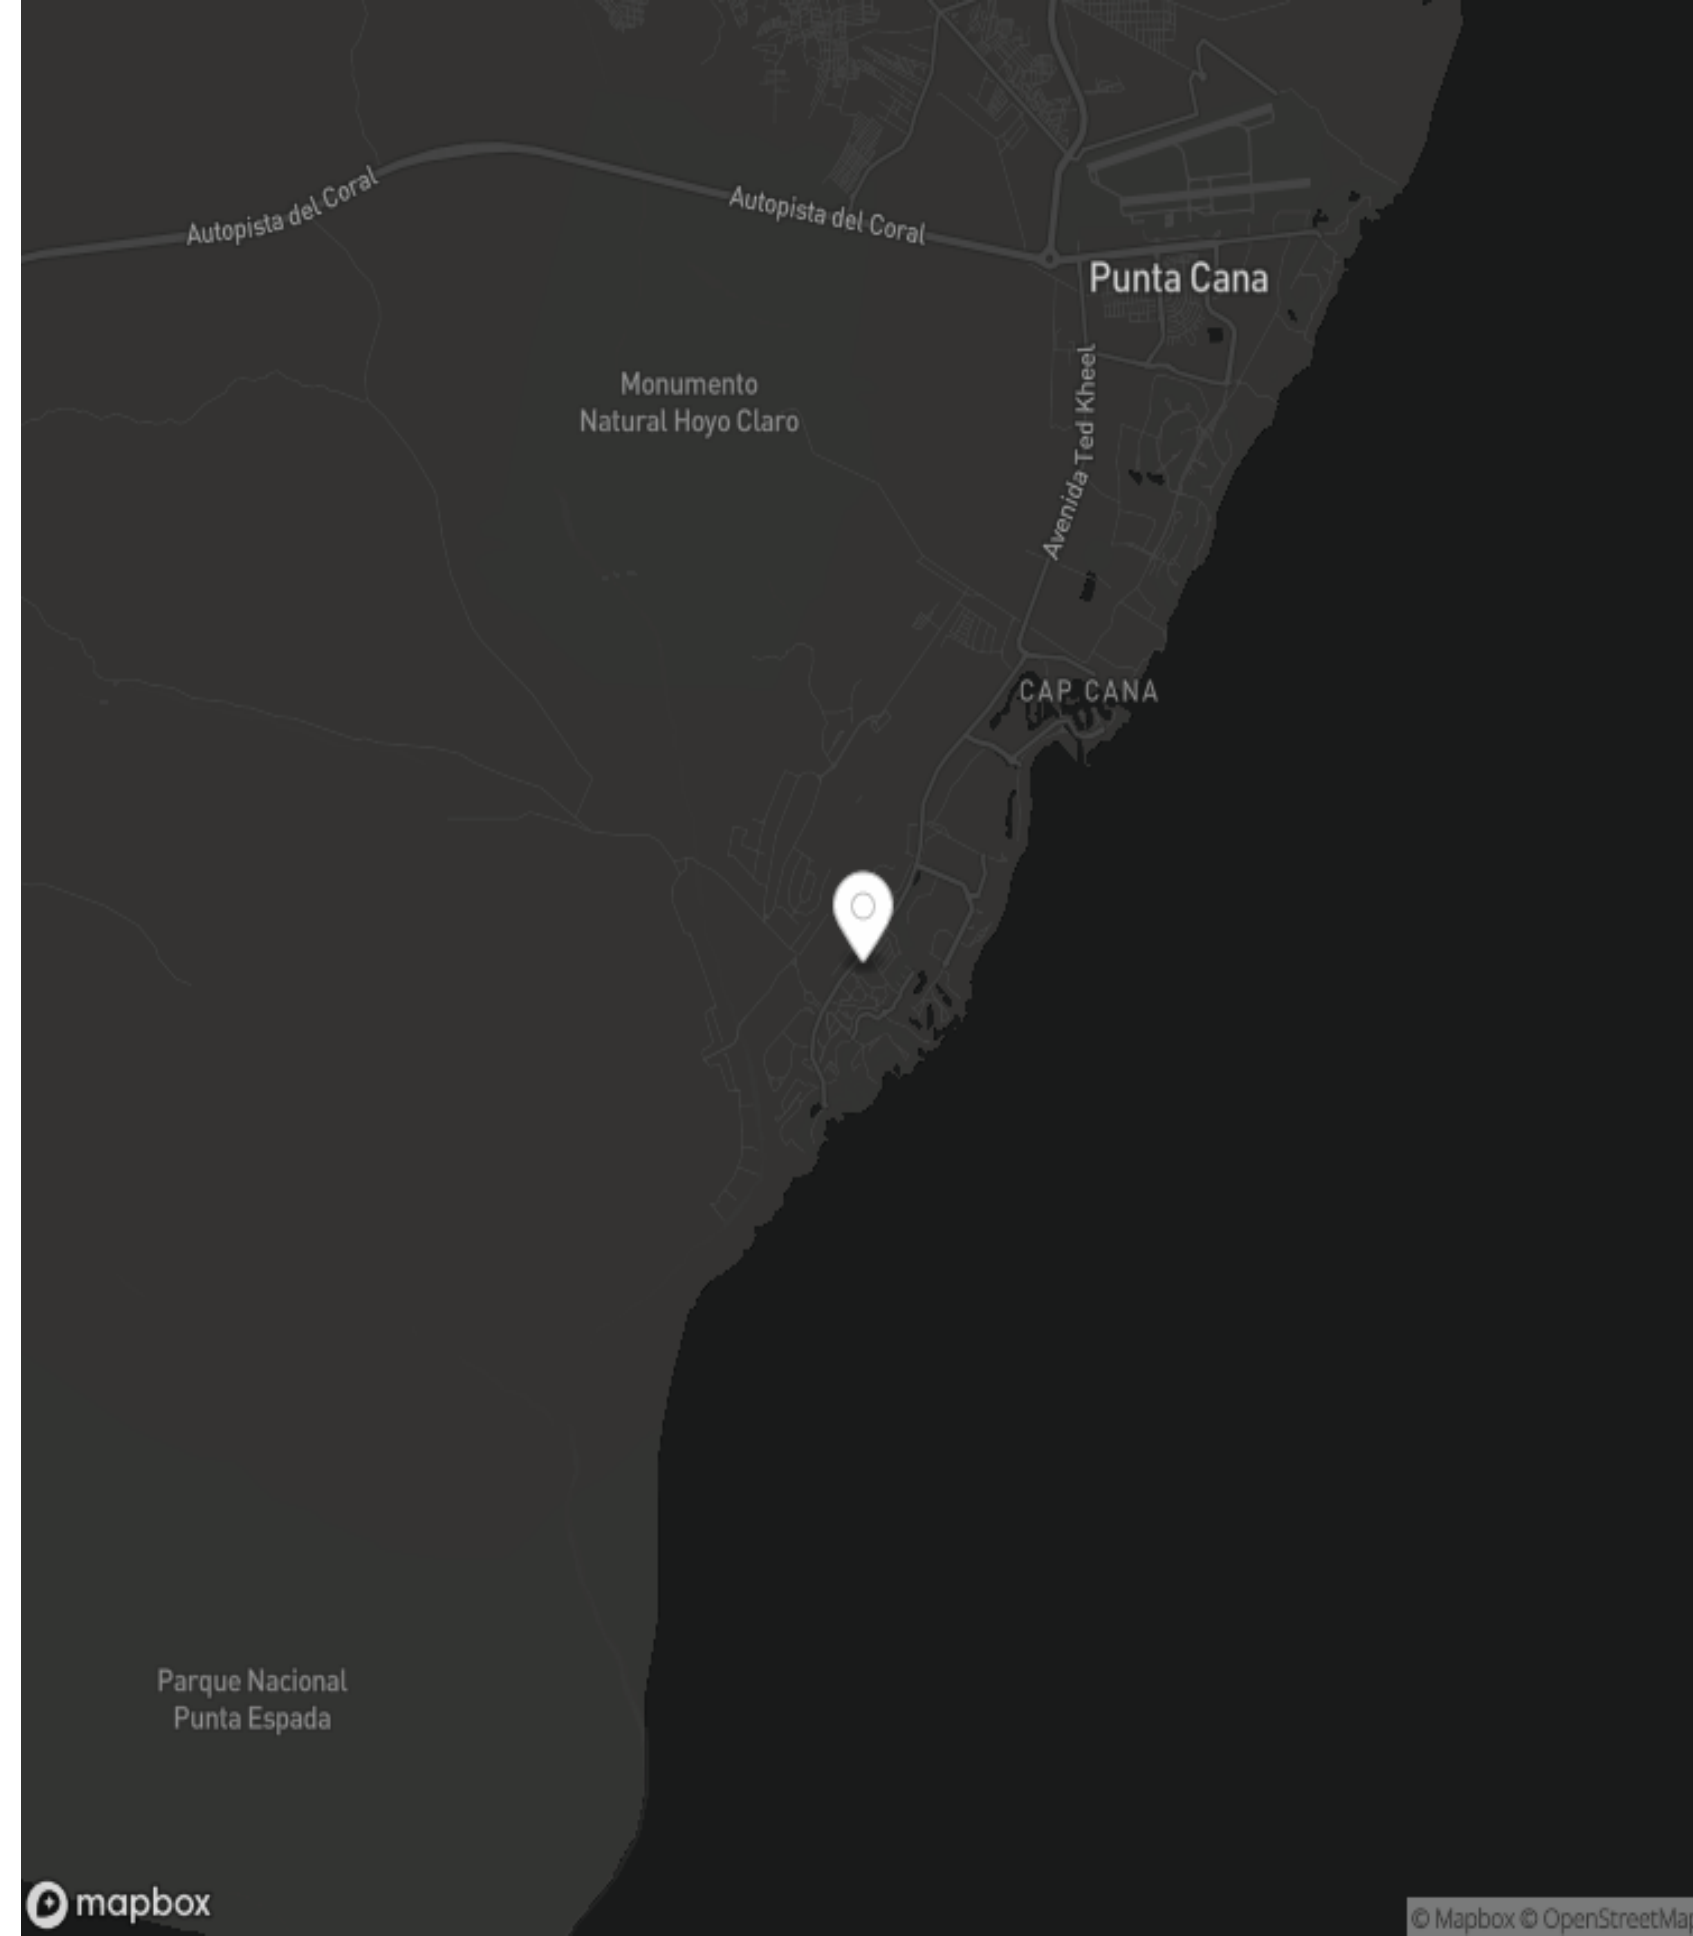 Autopista del Coral
Autopista del Coral
Punta Cana
Monumento
Natural Hoyo Claro
Avenida Ted Kheel
CAP CANA
Parque Nacional
Punta Espada
mapbox
© Mapbox © OpenStreetMap